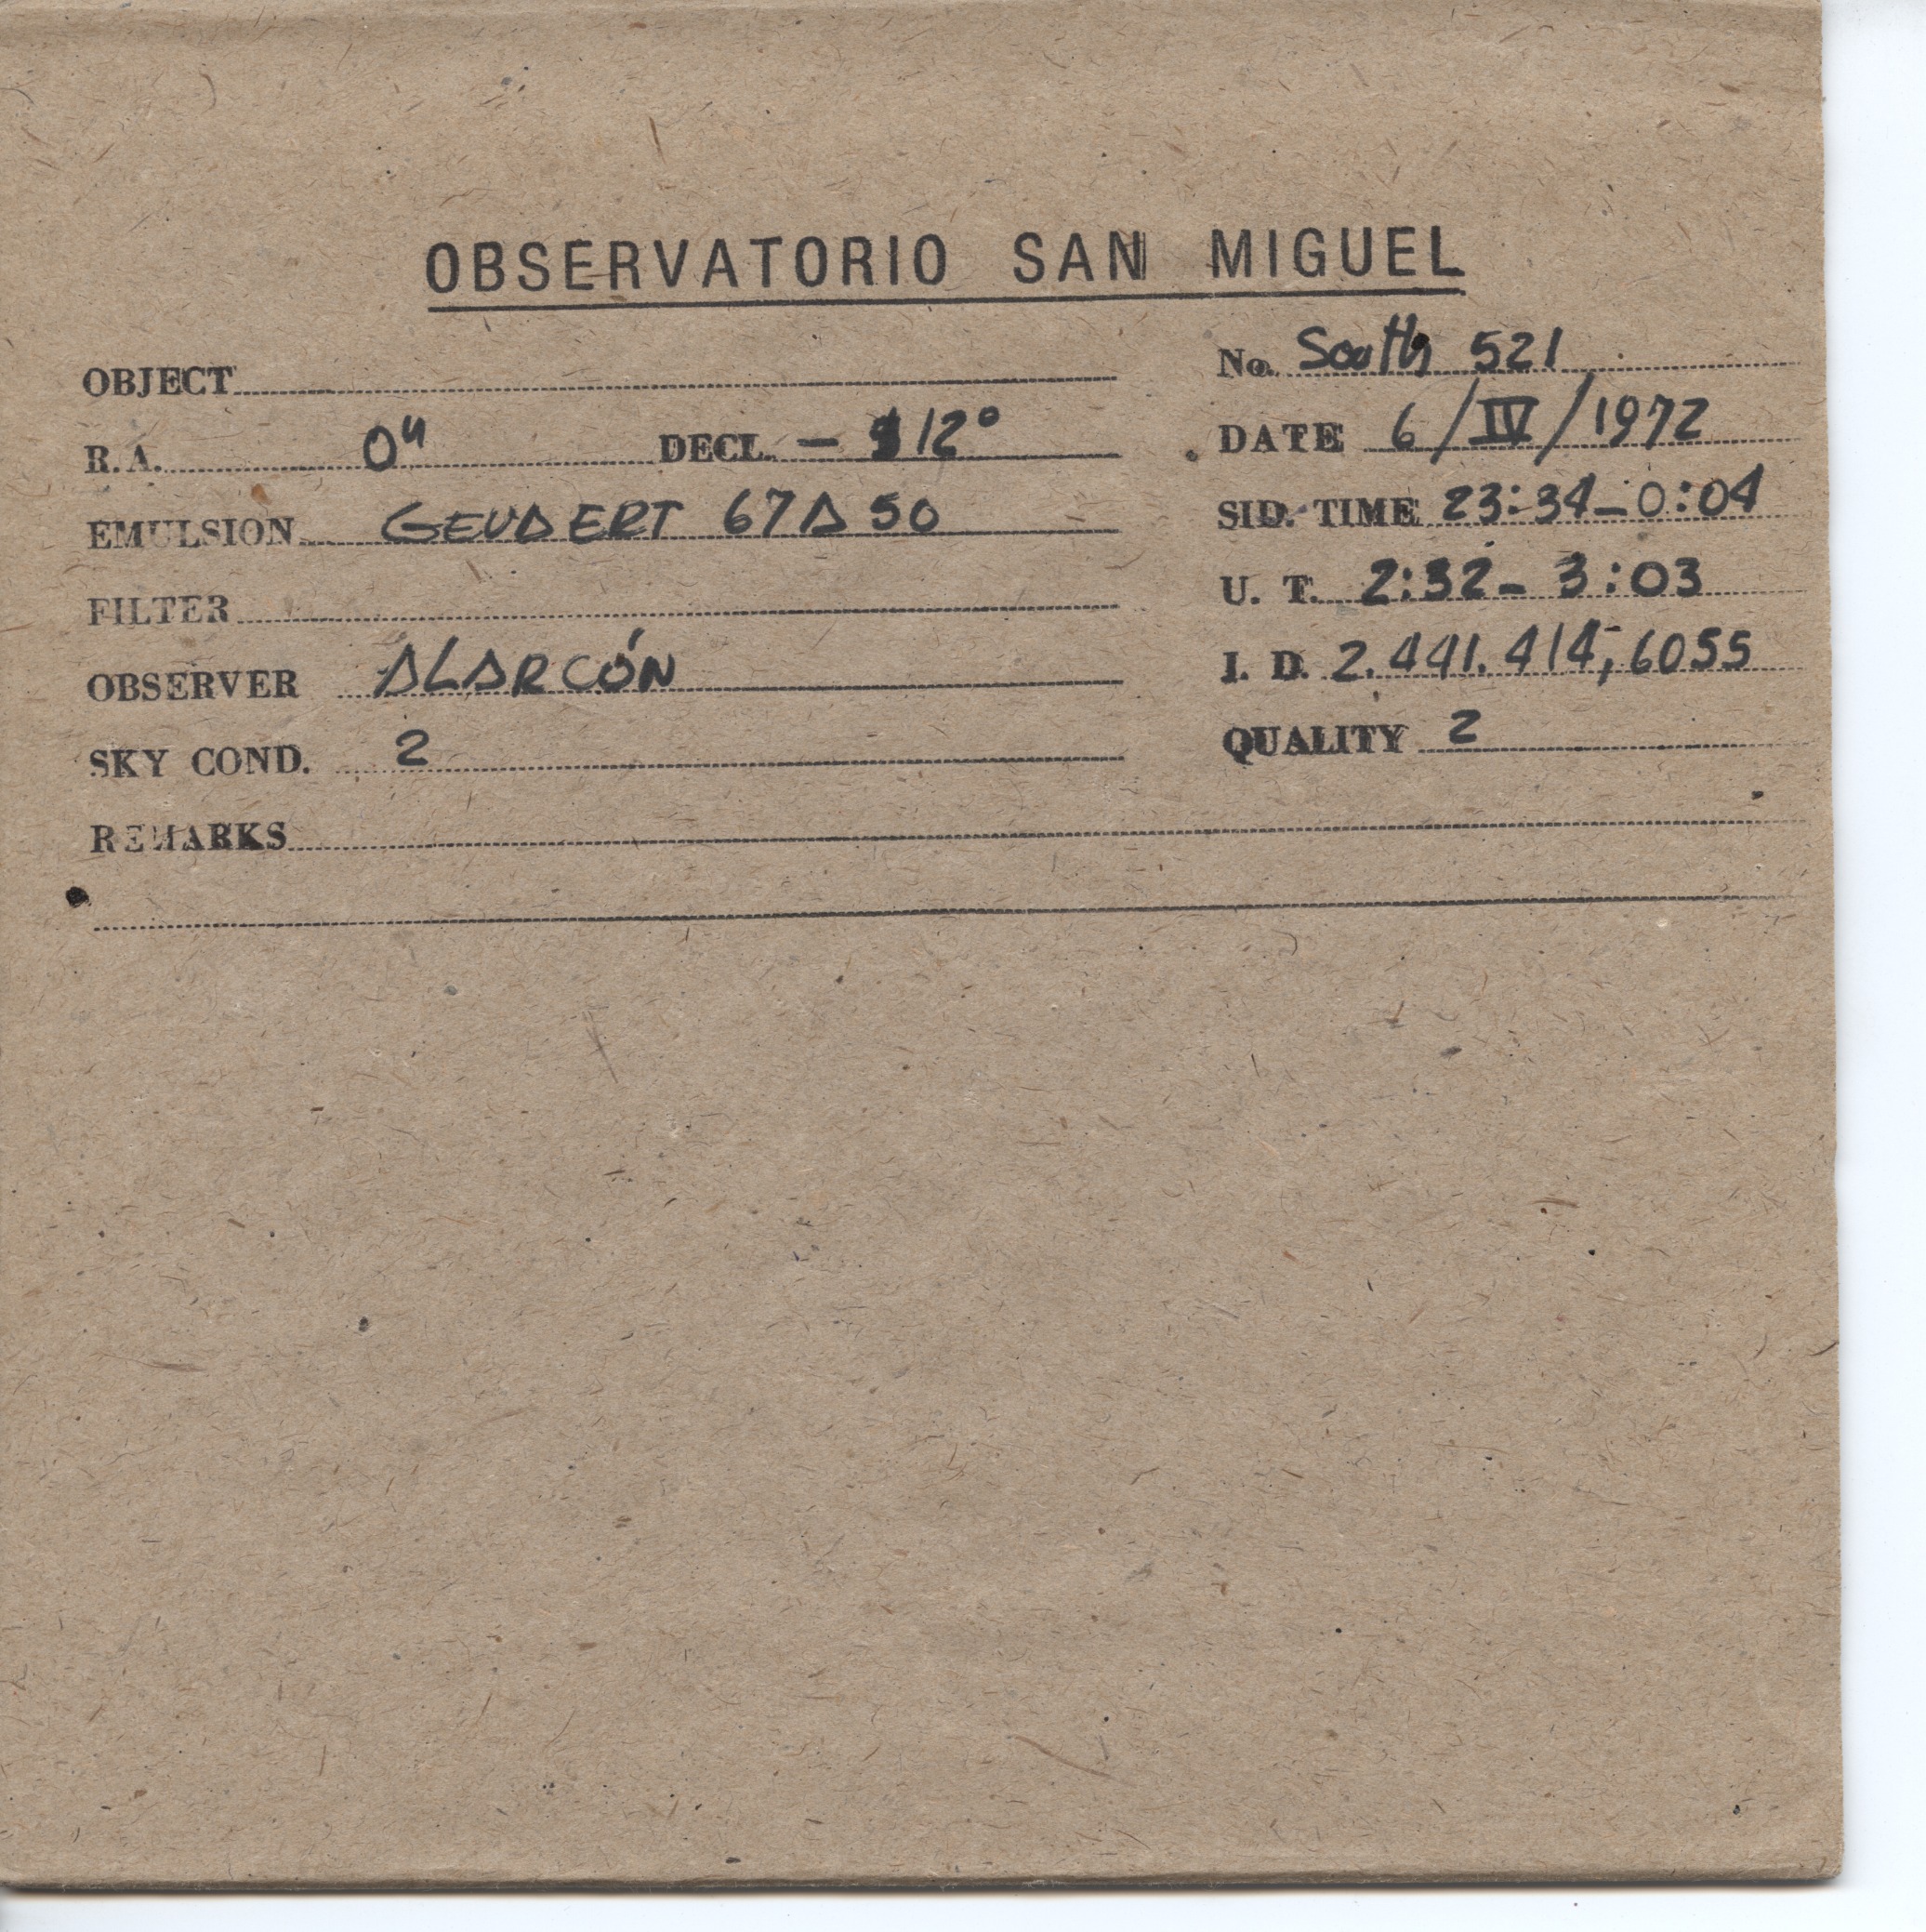 OBSERVATORIO SAN MIGUEL
OBJECT
No. South 521
R.A. 0h DECL. - 12°
DATE 6/IV/1972
EMULSION GEVAERT 67A50
SID. TIME 23:34-0:04
FILTER
U. T. 2:32-3:03
OBSERVER ALARCÓN
I. D. 2.441.414,6055
SKY COND. 2
QUALITY 2
REMARKS